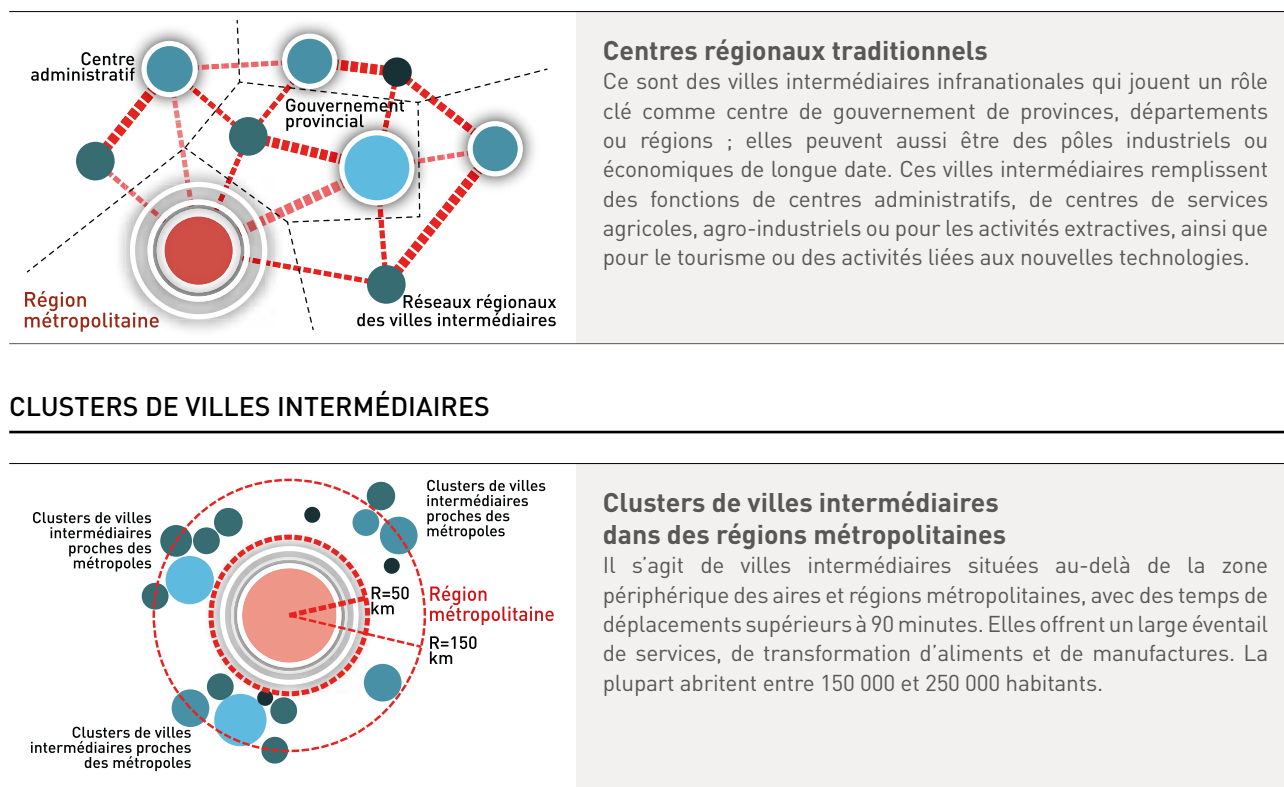 Centre
administratif
Gouvernement
provincial
Région
métropolitaine
Réseaux régionaux
des villes intermédiaires
Centres régionaux traditionnels
Ce sont des villes intermédiaires infranationales qui jouent un rôle
clé comme centre de gouvernement de provinces, départements
ou régions ; elles peuvent aussi être des pôles industriels ou
économiques de longue date. Ces villes intermédiaires remplissent
des fonctions de centres administratifs, de centres de services
agricoles, agro-industriels ou pour les activités extractives, ainsi que
pour le tourisme ou des activités liées aux nouvelles technologies.
CLUSTERS DE VILLES INTERMÉDIAIRES
Clusters de villes
intermédiaires
proches des
métropoles
Clusters de villes
intermédiaires
proches des
métropoles
R=50
km
Région
métropolitaine
R=150
km
Clusters de villes
intermédiaires proches
des métropoles
Clusters de villes intermédiaires
dans des régions métropolitaines
Il s’agit de villes intermédiaires situées au-delà de la zone
périphérique des aires et régions métropolitaines, avec des temps de
déplacements supérieurs à 90 minutes. Elles offrent un large éventail
de services, de transformation d’aliments et de manufactures. La
plupart abritent entre 150 000 et 250 000 habitants.